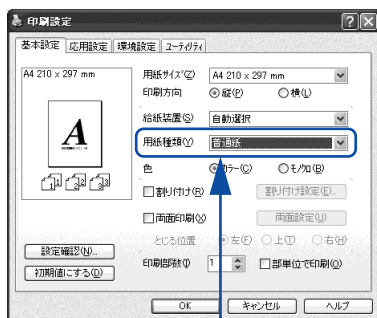 印刷設定
基本設定 応用設定 環境設定 ユーティリティ
A4 210 x 297 mm
用紙サイズ(Z) A4 210 x 297 mm
印刷方向 縦(P) 横(L)
給紙装置(S) 自動選択
用紙種類(Y) 普通紙
色 カラー(C) モノクロ(B)
割り付け(R) 割り付け設定(E)...
両面印刷(X) 両面設定(U)
とじる位置 左(F) 上(T) 右(H)
印刷部数(I) 1 部単位で印刷(O)
A
1 1 2 2 3 3
設定確認(N)...
初期値にする(D)
OK キャンセル ヘルプ